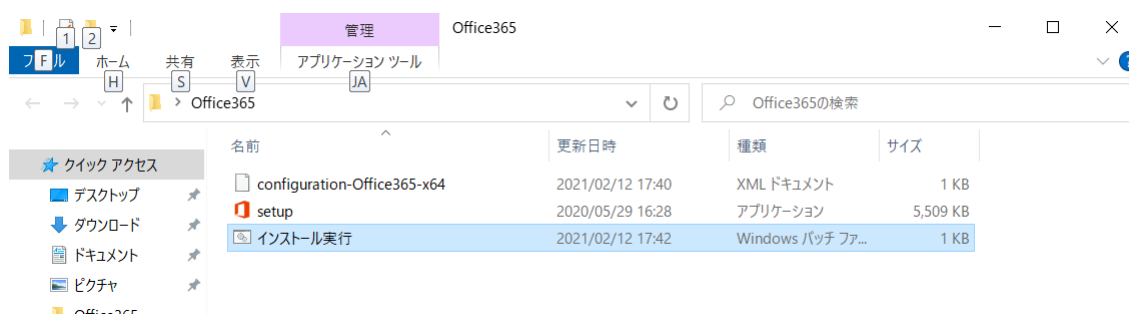 1 2 管理 Office365
フF ル ホーム 共有 表示 アプリケーション ツール
H S V JA
Office365 Office365の検索
名前 更新日時 種類 サイズ
クイック アクセス
configuration-Office365-x64 2021/02/12 17:40 XML ドキュメント 1 KB
デスクトップ
setup 2020/05/29 16:28 アプリケーション 5,509 KB
ダウンロード
インストール実行 2021/02/12 17:42 Windows バッチ ファ... 1 KB
ドキュメント
ピクチャ
Office365